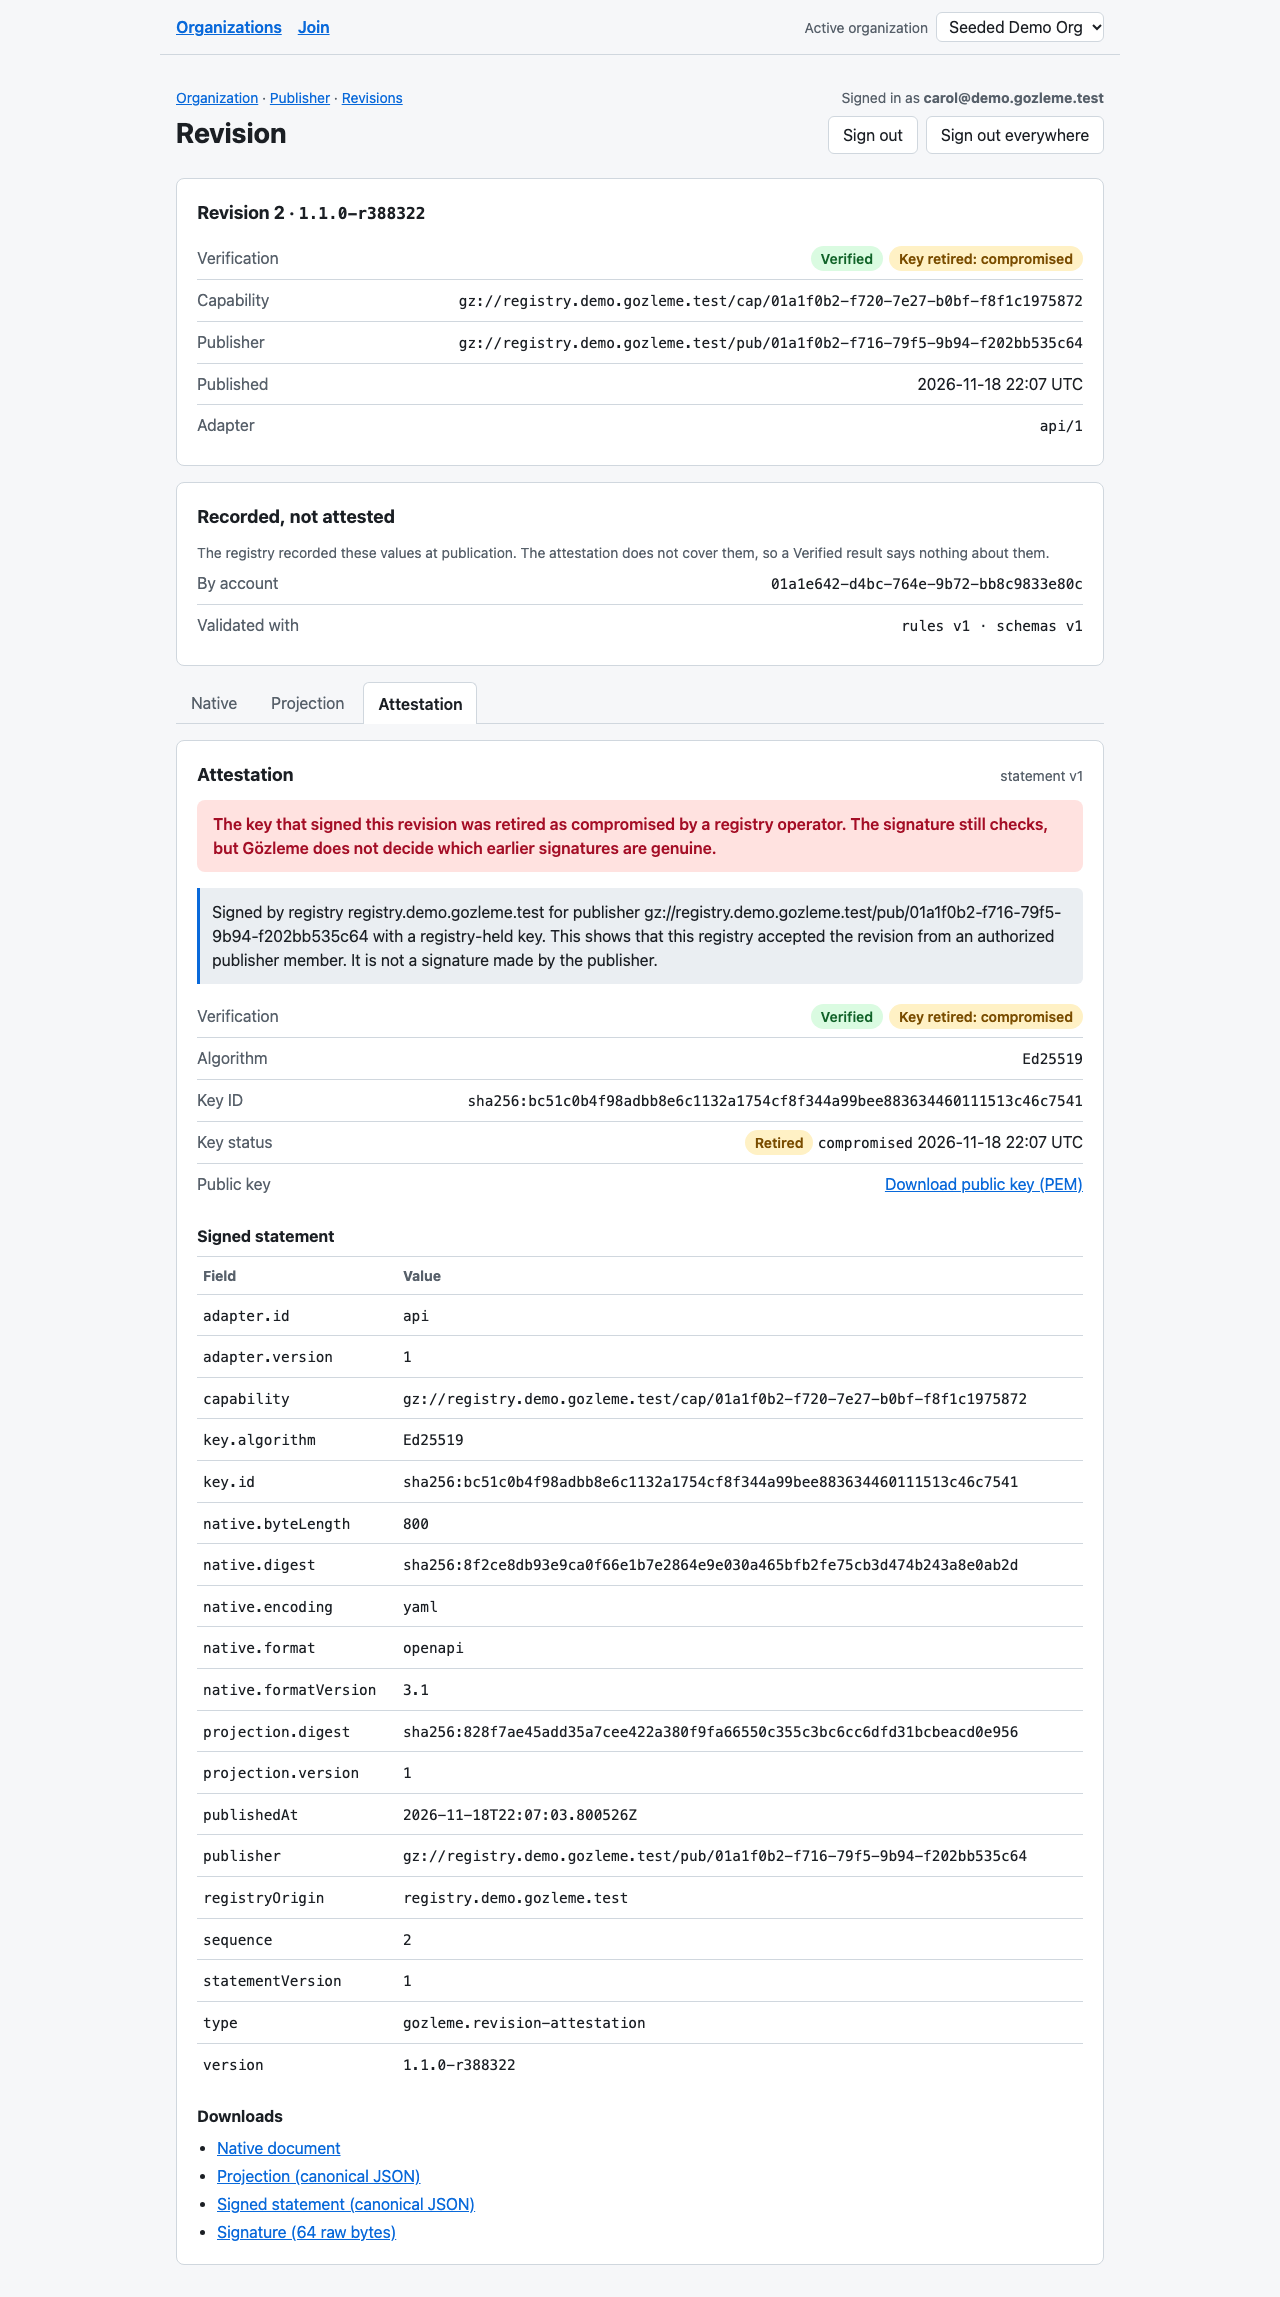 Organizations Join Active organization Seeded Demo Org
Organization · Publisher · Revisions Signed in as carol@demo.gozleme.test
Revision Sign out Sign out everywhere
Revision 2 · 1.1.0-r388322
Verification Verified Key retired: compromised
Capability gz://registry.demo.gozleme.test/cap/01a1f0b2-f720-7e27-b0bf-f8f1c1975872
Publisher gz://registry.demo.gozleme.test/pub/01a1f0b2-f716-79f5-9b94-f202bb535c64
Published 2026-11-18 22:07 UTC
Adapter api/1
Recorded, not attested
The registry recorded these values at publication. The attestation does not cover them, so a Verified result says nothing about them.
By account 01a1e642-d4bc-764e-9b72-bb8c9833e80c
Validated with rules v1 · schemas v1
Native Projection Attestation
Attestation statement v1
The key that signed this revision was retired as compromised by a registry operator. The signature still checks,
but Gözleme does not decide which earlier signatures are genuine.
Signed by registry registry.demo.gozleme.test for publisher gz://registry.demo.gozleme.test/pub/01a1f0b2-f716-79f5-
9b94-f202bb535c64 with a registry-held key. This shows that this registry accepted the revision from an authorized
publisher member. It is not a signature made by the publisher.
Verification Verified Key retired: compromised
Algorithm Ed25519
Key ID sha256:bc51c0b4f98adbb8e6c1132a1754cf8f344a99bee883634460111513c46c7541
Key status Retired compromised 2026-11-18 22:07 UTC
Public key Download public key (PEM)
Signed statement
Field Value
adapter.id api
adapter.version 1
capability gz://registry.demo.gozleme.test/cap/01a1f0b2-f720-7e27-b0bf-f8f1c1975872
key.algorithm Ed25519
key.id sha256:bc51c0b4f98adbb8e6c1132a1754cf8f344a99bee883634460111513c46c7541
native.byteLength 800
native.digest sha256:8f2ce8db93e9ca0f66e1b7e2864e9e030a465bfb2fe75cb3d474b243a8e0ab2d
native.encoding yaml
native.format openapi
native.formatVersion 3.1
projection.digest sha256:828f7ae45add35a7cee422a380f9fa66550c355c3bc6cc6dfd31bcbeacd0e956
projection.version 1
publishedAt 2026-11-18T22:07:03.800526Z
publisher gz://registry.demo.gozleme.test/pub/01a1f0b2-f716-79f5-9b94-f202bb535c64
registryOrigin registry.demo.gozleme.test
sequence 2
statementVersion 1
type gozleme.revision-attestation
version 1.1.0-r388322
Downloads
• Native document
• Projection (canonical JSON)
• Signed statement (canonical JSON)
• Signature (64 raw bytes)